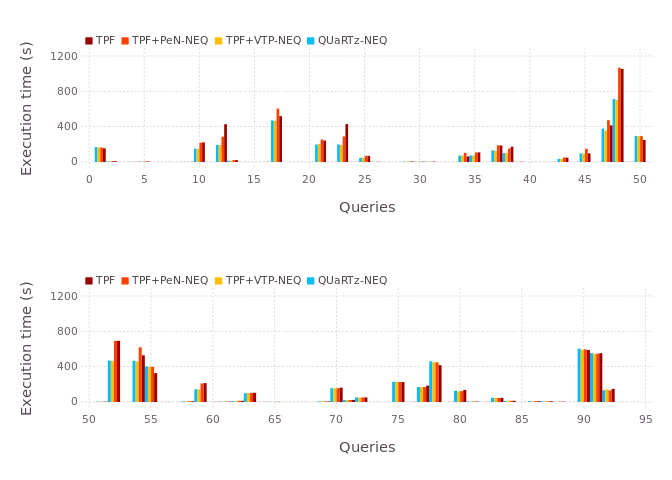 TPF TPF+PeN-NEQ TPF+VTP-NEQ QUaRTz-NEQ
Execution time (s)
1200
800
400
0
0 5 10 15 20 25 30 35 40 45 50
Queries
TPF TPF+PeN-NEQ TPF+VTP-NEQ QUaRTz-NEQ
Execution time (s)
1200
800
400
0
50 55 60 65 70 75 80 85 90 95
Queries